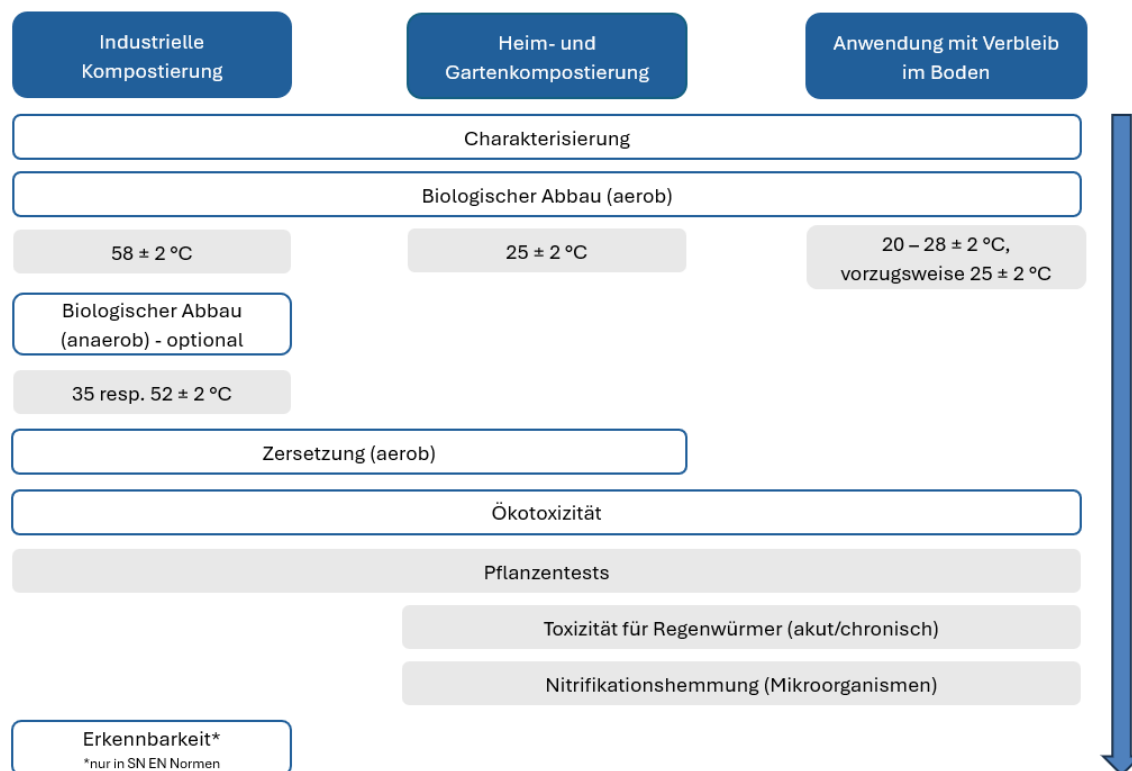 Industrielle
Kompostierung
Heim- und
Gartenkompostierung
Anwendung mit Verbleib
im Boden
Charakterisierung
Biologischer Abbau (aerob)
58 ± 2 °C
25 ± 2 °C
20 – 28 ± 2 °C,
vorzugsweise 25 ± 2 °C
Biologischer Abbau
(anaerob) - optional
35 resp. 52 ± 2 °C
Zersetzung (aerob)
Ökotoxizität
Pflanzentests
Toxizität für Regenwürmer (akut/chronisch)
Nitrifikationshemmung (Mikroorganismen)
Erkennbarkeit*
*nur in SN EN Normen